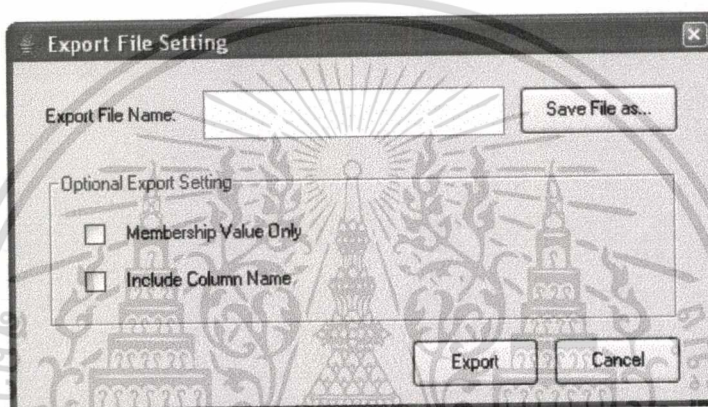 Export File Setting
Export File Name:
Save File as...
Optional Export Setting
Membership Value Only
Include Column Name
Export
Cancel